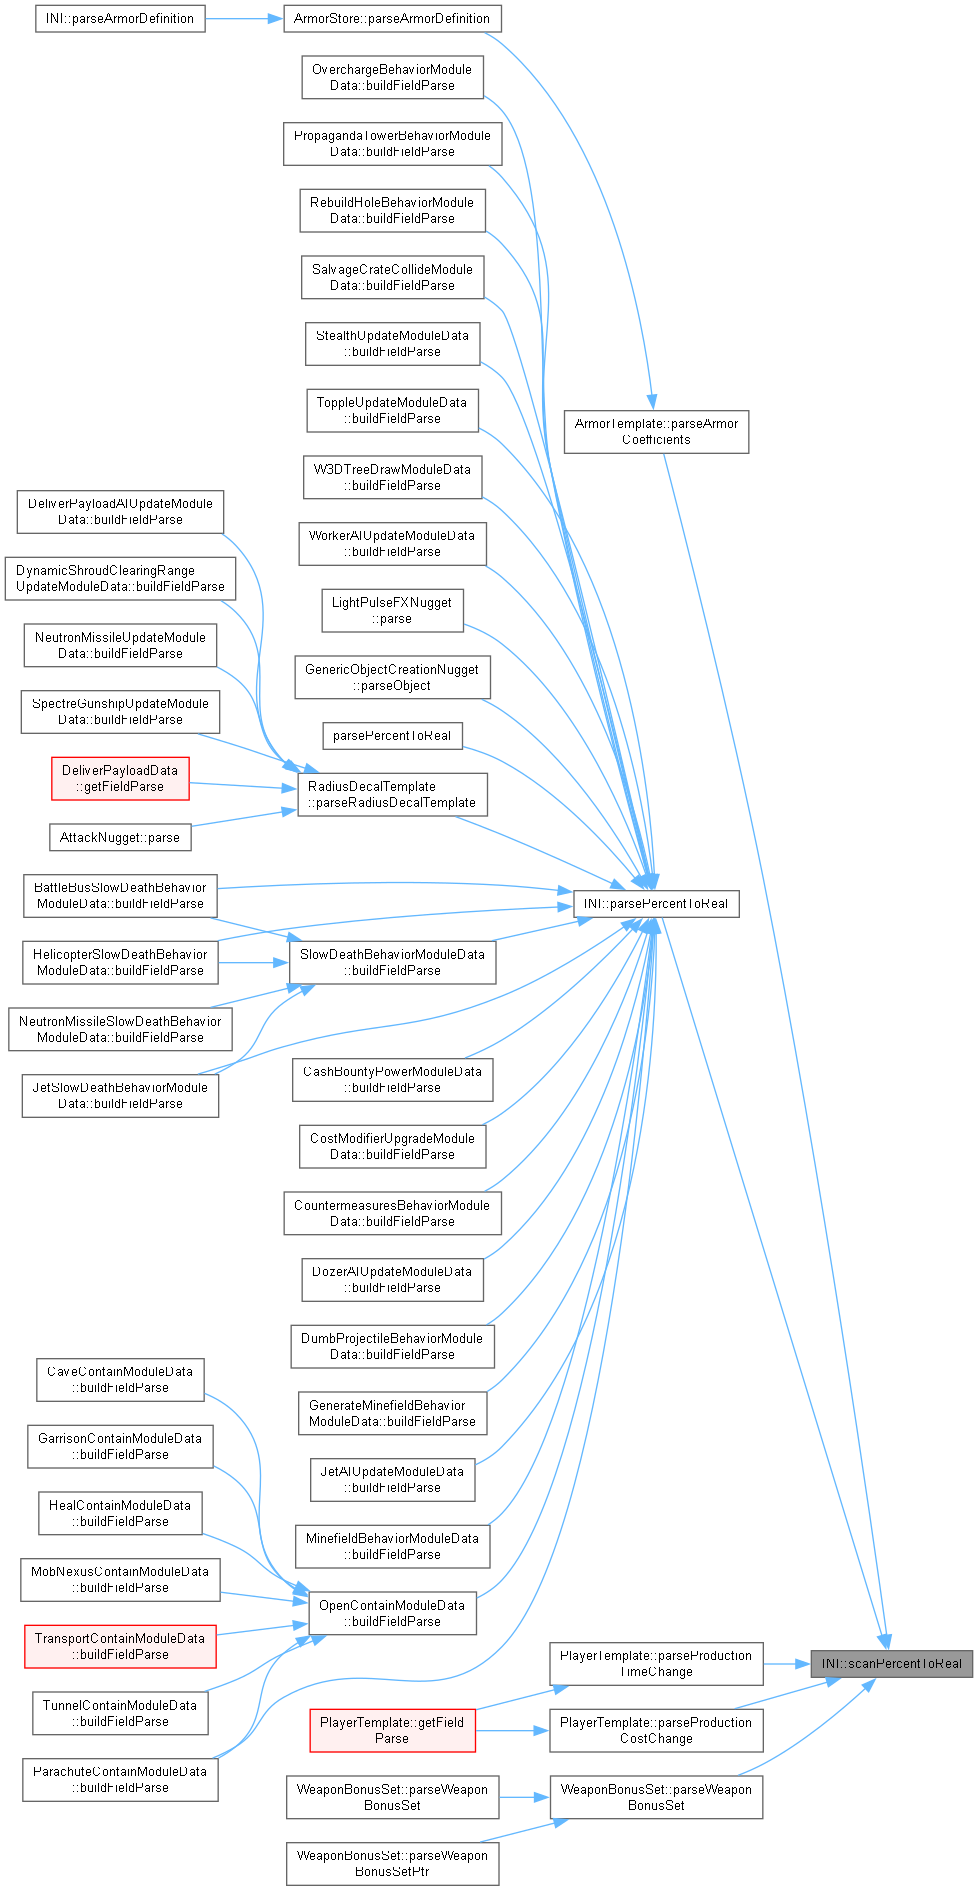 INI::parseArmorDefinition
ArmorStore::parseArmorDefinition
OverchargeBehaviorModule
Data::buildFieldParse
PropagandaTowerBehaviorModule
Data::buildFieldParse
RebuildHoleBehaviorModule
Data::buildFieldParse
SalvageCrateCollideModule
Data::buildFieldParse
StealthUpdateModuleData
::buildFieldParse
ToppleUpdateModuleData
::buildFieldParse
ArmorTemplate::parseArmor
Coefficients
W3DTreeDrawModuleData
::buildFieldParse
DeliverPayloadAIUpdateModule
Data::buildFieldParse
WorkerAIUpdateModuleData
::buildFieldParse
DynamicShroudClearingRange
UpdateModuleData::buildFieldParse
LightPulseFXNugget
::parse
NeutronMissileUpdateModule
Data::buildFieldParse
GenericObjectCreationNugget
::parseObject
SpectreGunshipUpdateModule
Data::buildFieldParse
parsePercentToReal
DeliverPayloadData
::getFieldParse
RadiusDecalTemplate
::parseRadiusDecalTemplate
AttackNugget::parse
BattleBusSlowDeathBehavior
ModuleData::buildFieldParse
INI::parsePercentToReal
HelicopterSlowDeathBehavior
ModuleData::buildFieldParse
SlowDeathBehaviorModuleData
::buildFieldParse
NeutronMissileSlowDeathBehavior
ModuleData::buildFieldParse
JetSlowDeathBehaviorModule
Data::buildFieldParse
CashBountyPowerModuleData
::buildFieldParse
CostModifierUpgradeModule
Data::buildFieldParse
CountermeasuresBehaviorModule
Data::buildFieldParse
DozerAIUpdateModuleData
::buildFieldParse
DumbProjectileBehaviorModule
Data::buildFieldParse
CaveContainModuleData
::buildFieldParse
GenerateMinefieldBehavior
ModuleData::buildFieldParse
GarrisonContainModuleData
::buildFieldParse
JetAIUpdateModuleData
::buildFieldParse
HealContainModuleData
::buildFieldParse
MinefieldBehaviorModuleData
::buildFieldParse
MobNexusContainModuleData
::buildFieldParse
OpenContainModuleData
::buildFieldParse
TransportContainModuleData
::buildFieldParse
PlayerTemplate::parseProduction
TimeChange
INI::scanPercentToReal
TunnelContainModuleData
::buildFieldParse
PlayerTemplate::getField
Parse
PlayerTemplate::parseProduction
CostChange
ParachuteContainModuleData
::buildFieldParse
WeaponBonusSet::parseWeapon
BonusSet
WeaponBonusSet::parseWeapon
BonusSet
WeaponBonusSet::parseWeapon
BonusSetPtr